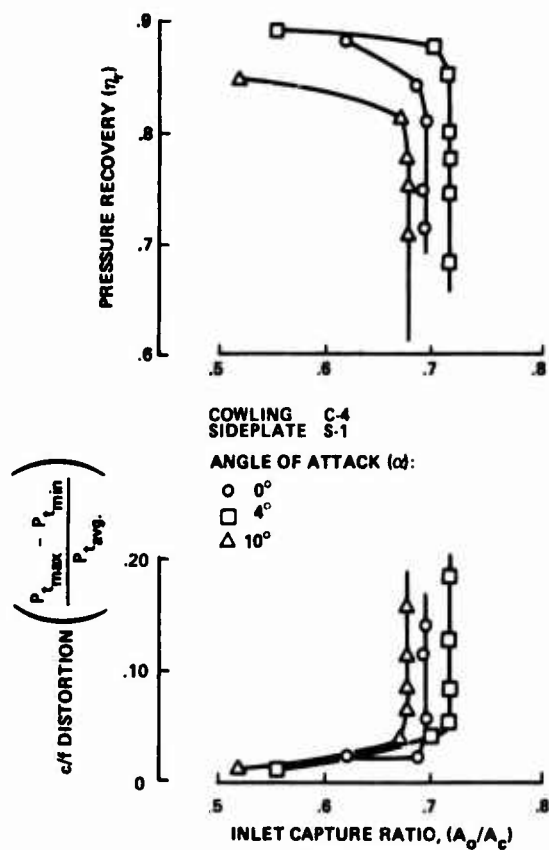 PRESSURE RECOVERY (ηr)
.9
.8
.7
.6
.5 .6 .7 .8
COWLING C-4
SIDEPLATE S-1
ANGLE OF ATTACK (α):
○ 0°
□ 4°
△ 10°
c/f DISTORTION (Ptmax - Ptmin / Ptavg.)
.20
.10
0
.5 .6 .7 .8
INLET CAPTURE RATIO, (Ao/Ac)